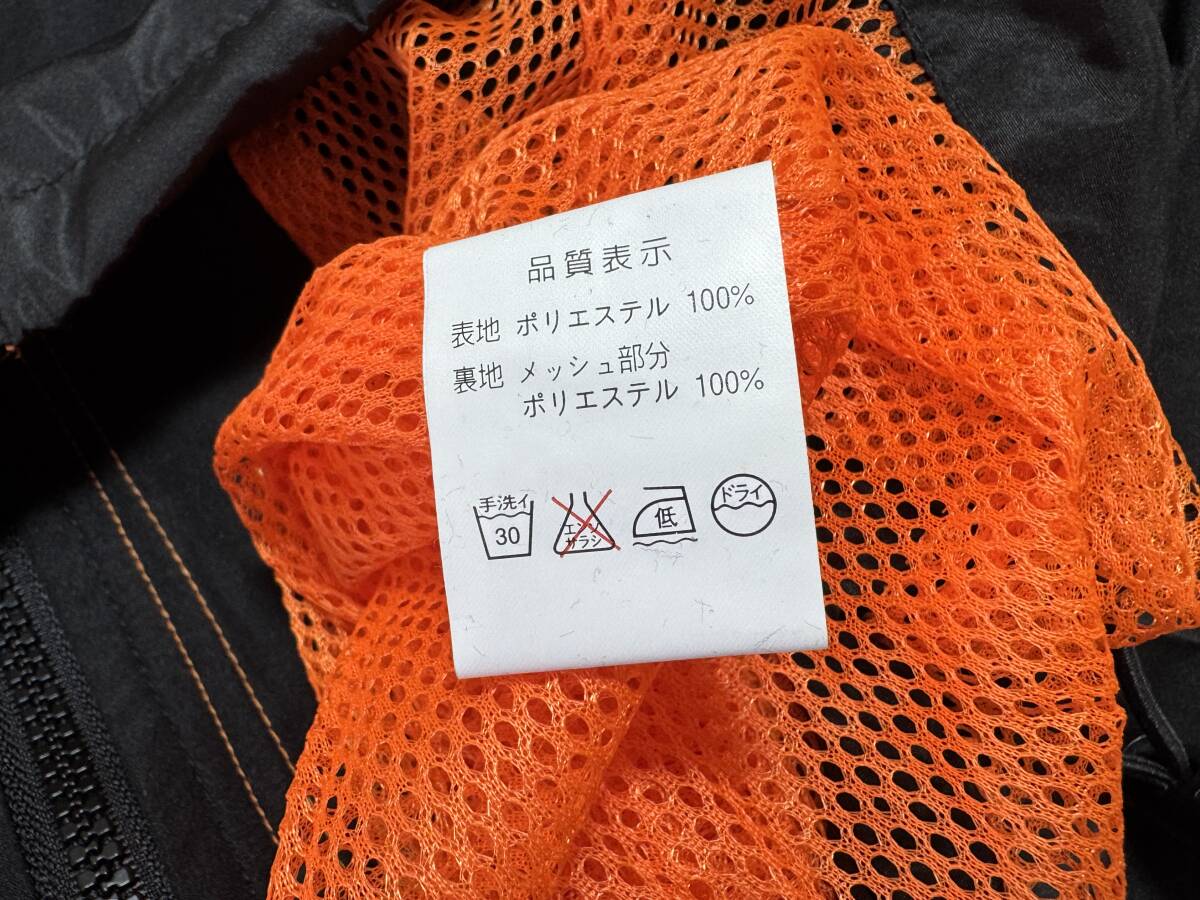 品質表示
表地 ポリエステル 100%
裏地 メッシュ部分
ポリエステル 100%
手洗イ
30
エンソ
サラシ
低
ドライ